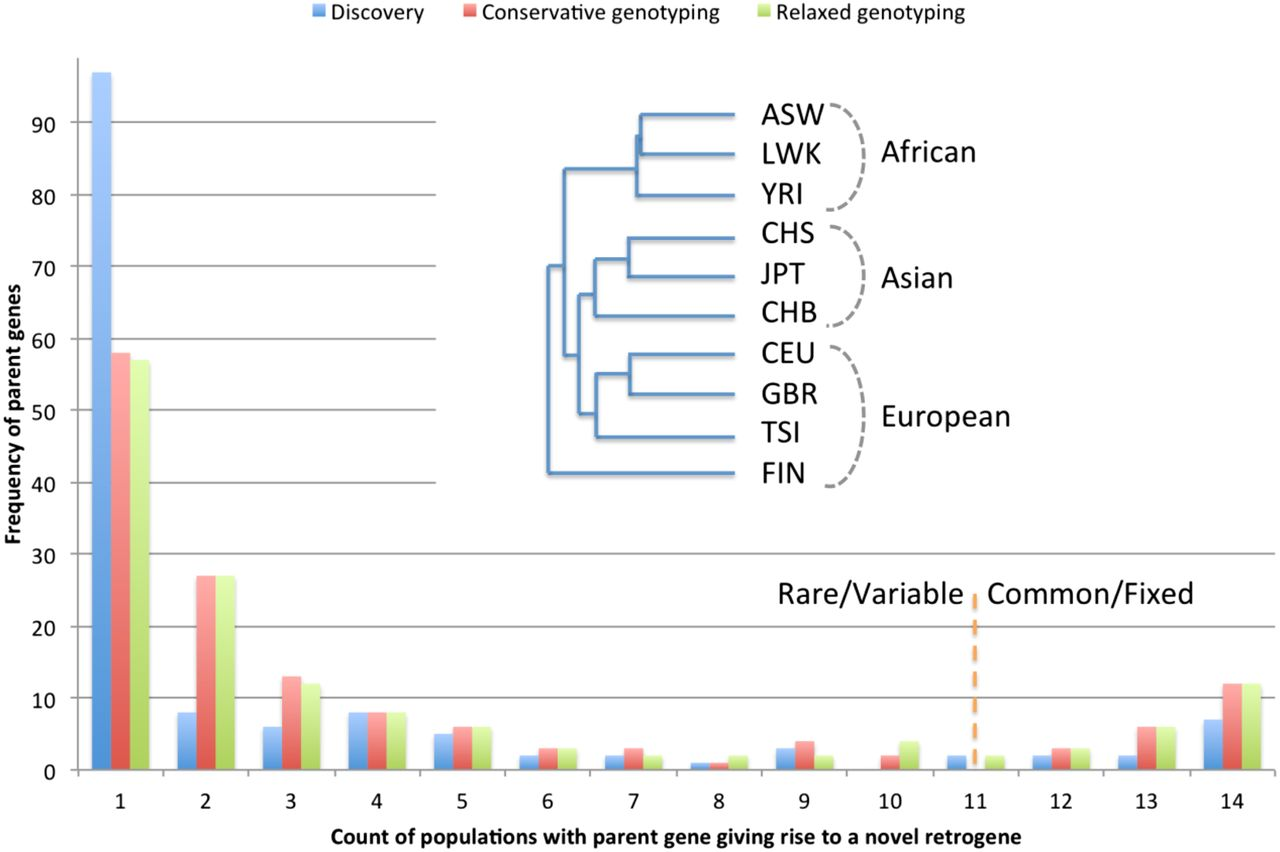 Discovery Conservative genotyping Relaxed genotyping
Frequency of parent genes
90
80
70
60
50
40
30
20
10
0
ASW
LWK
YRI
African
CHS
JPT
CHB
Asian
CEU
GBR
TSI
FIN
European
Rare/Variable Common/Fixed
1 2 3 4 5 6 7 8 9 10 11 12 13 14
Count of populations with parent gene giving rise to a novel retrogene